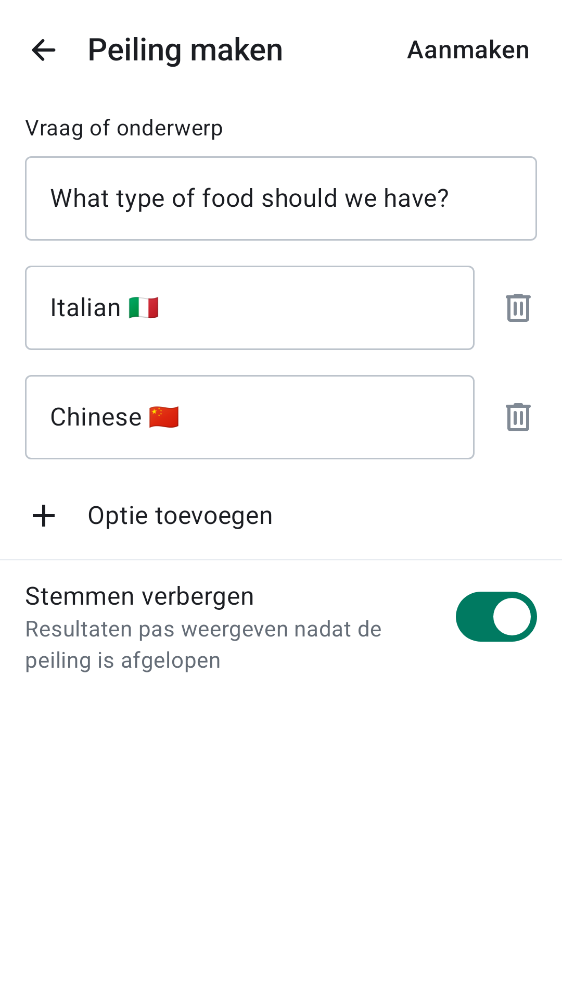 Peiling maken
Aanmaken
Vraag of onderwerp
What type of food should we have?
Italian 🇮🇹
Chinese 🇨🇳
Optie toevoegen
Stemmen verbergen
Resultaten pas weergeven nadat de
peiling is afgelopen